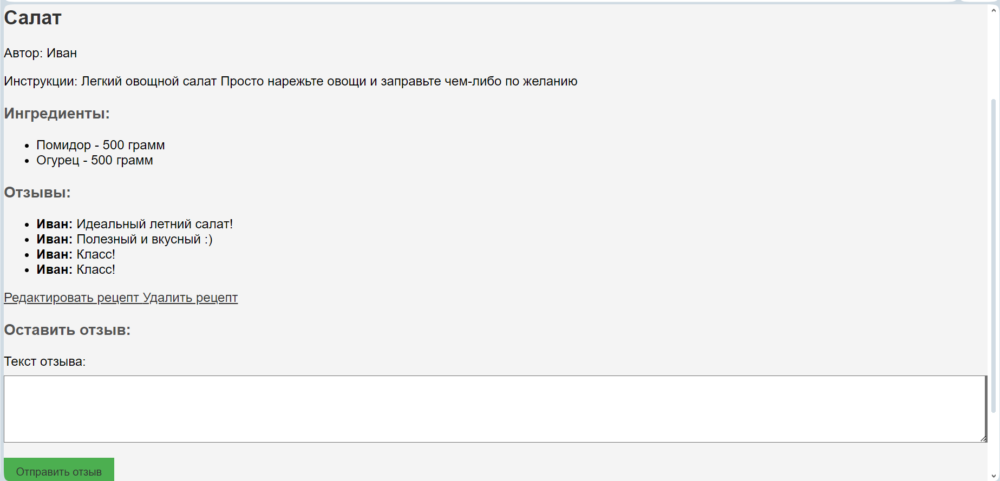 Салат
Автор: Иван
Инструкции: Легкий овощной салат Просто нарежьте овощи и заправьте чем-либо по желанию
Ингредиенты:
Помидор - 500 грамм
Огурец - 500 грамм
Отзывы:
Иван: Идеальный летний салат!
Иван: Полезный и вкусный :)
Иван: Класс!
Иван: Класс!
Редактировать рецепт Удалить рецепт
Оставить отзыв:
Текст отзыва:
Отправить отзыв